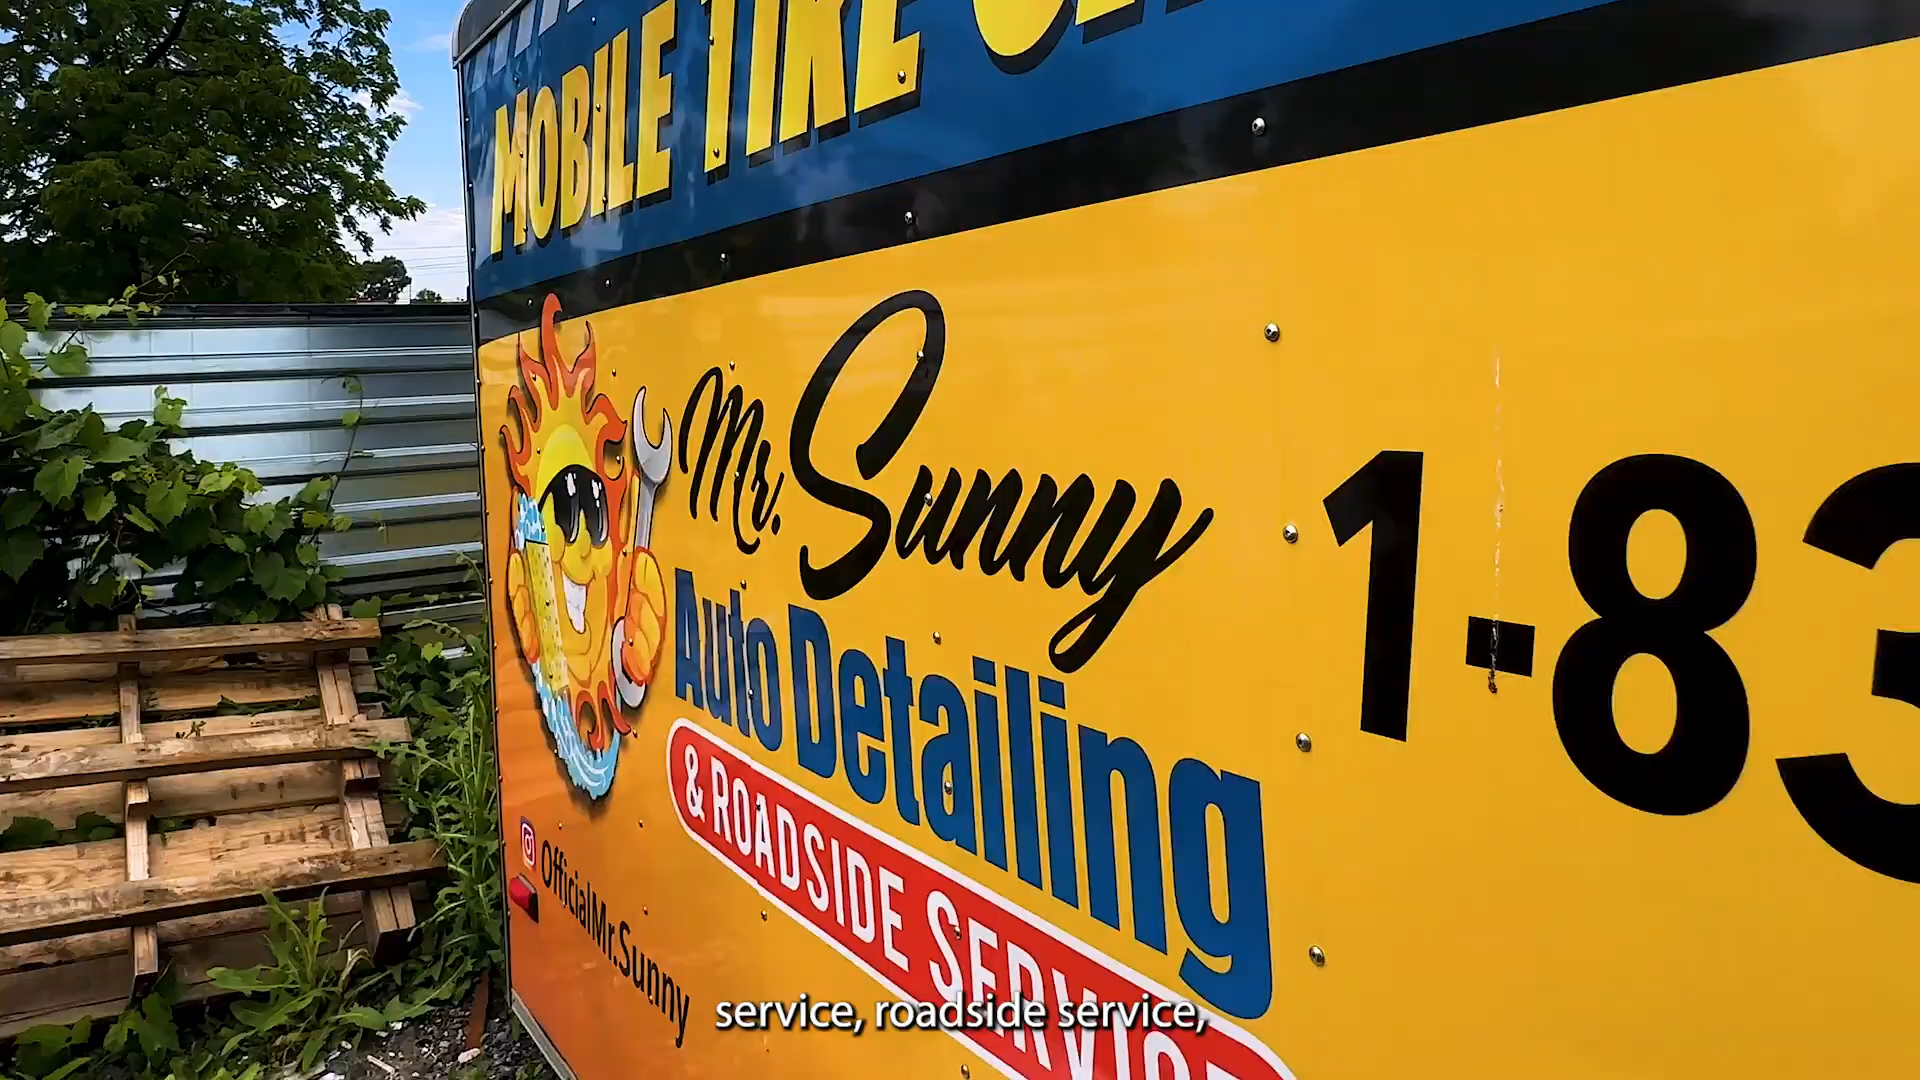 MOBILE TIRE
Mr. Sunny
Auto Detailing
& ROADSIDE SERVICE
1-83
OfficialMr.Sunny
service, roadside service,